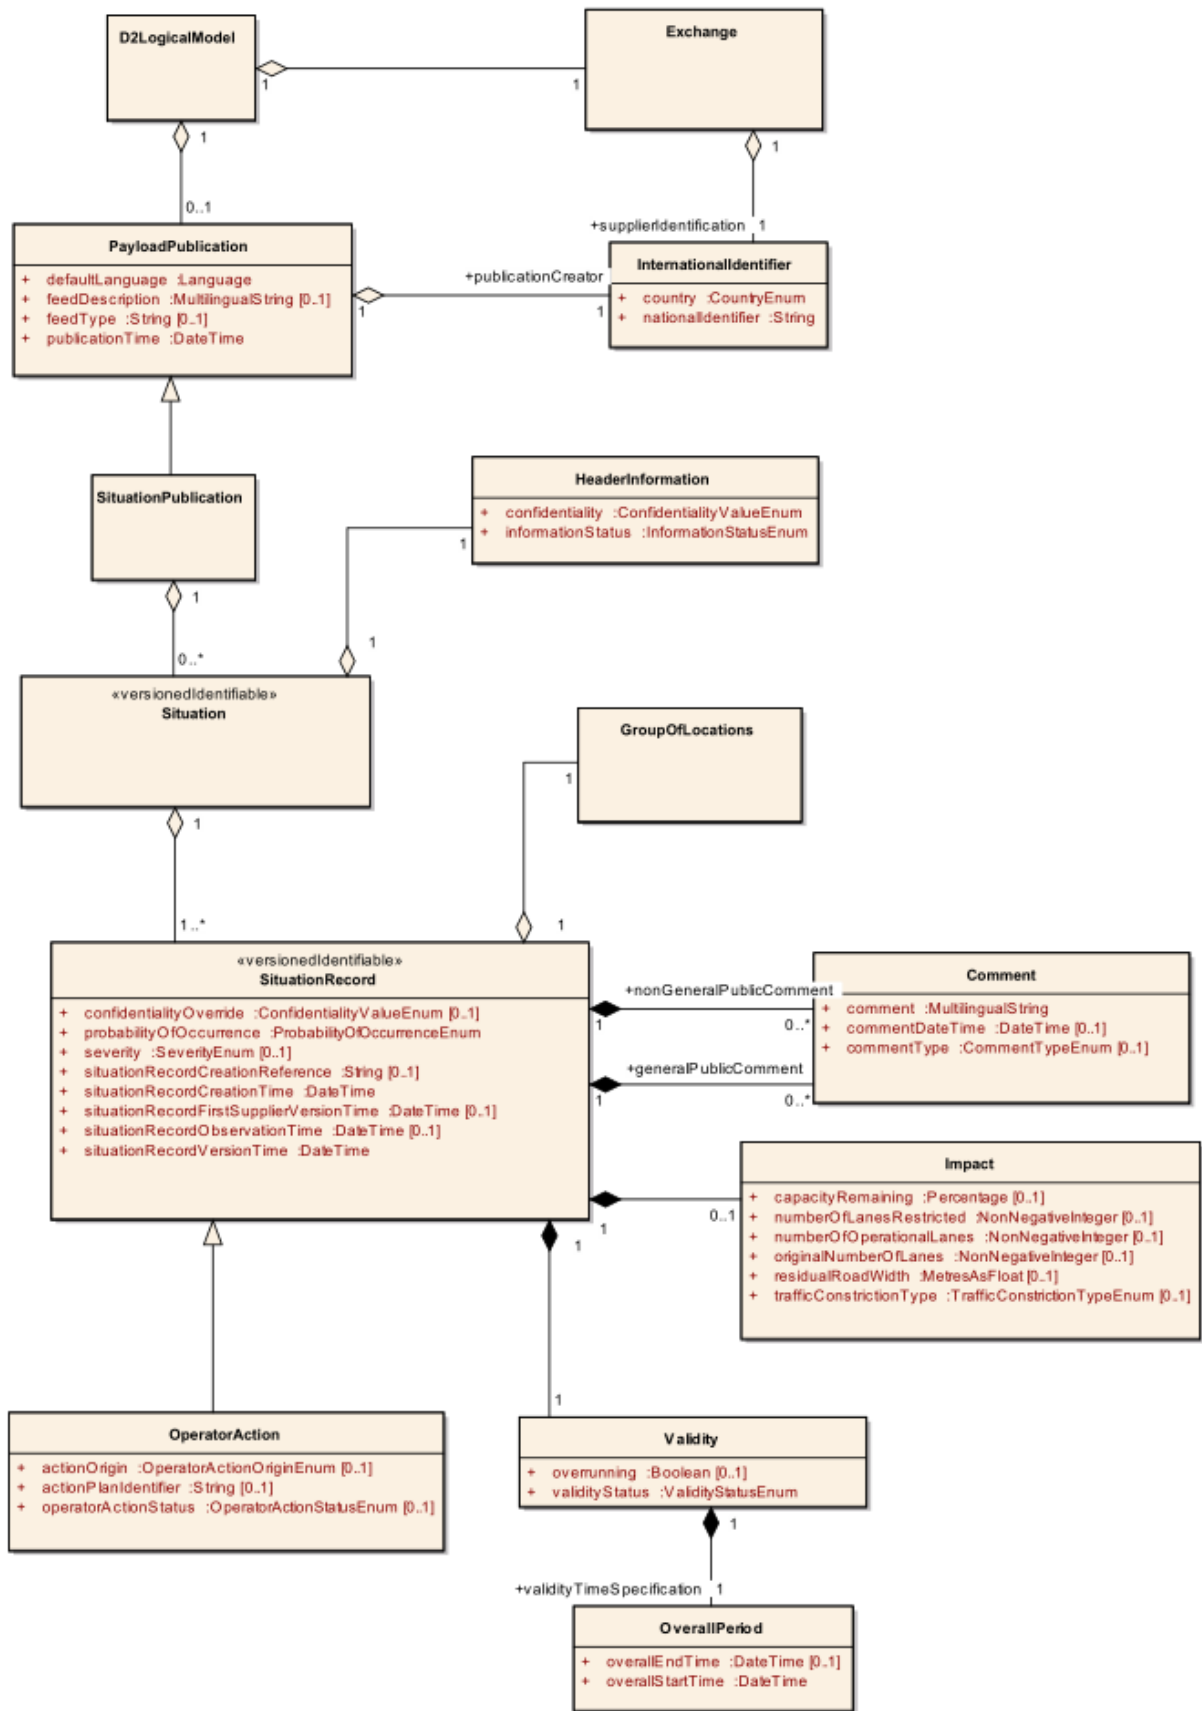 D2LogicalModel
Exchange
1
1
1
1
0..1
+supplierIdentification 1
PayloadPublication
+ defaultLanguage :Language
+ feedDescription :MultilingualString [0..1]
+ feedType :String [0..1]
+ publicationTime :DateTime
+publicationCreator
1
1
InternationalIdentifier
+ country :CountryEnum
+ nationalIdentifier :String
SituationPublication
HeaderInformation
+ confidentiality :ConfidentialityValueEnum
+ informationStatus :InformationStatusEnum
1
1
1
0..*
«versionedIdentifiable»
Situation
GroupOfLocations
1
1
1..*
1
«versionedIdentifiable»
SituationRecord
+ confidentialityOverride :ConfidentialityValueEnum [0..1]
+ probabilityOfOccurrence :ProbabilityOfOccurrenceEnum
+ severity :SeverityEnum [0..1]
+ situationRecordCreationReference :String [0..1]
+ situationRecordCreationTime :DateTime
+ situationRecordFirstSupplierVersionTime :DateTime [0..1]
+ situationRecordObservationTime :DateTime [0..1]
+ situationRecordVersionTime :DateTime
+nonGeneralPublicComment
1
0..*
+generalPublicComment
1
0..*
Comment
+ comment :MultilingualString
+ commentDateTime :DateTime [0..1]
+ commentType :CommentTypeEnum [0..1]
Impact
+ capacityRemaining :Percentage [0..1]
+ numberOfLanesRestricted :NonNegativeInteger [0..1]
+ numberOfOperationalLanes :NonNegativeInteger [0..1]
+ originalNumberOfLanes :NonNegativeInteger [0..1]
+ residualRoadWidth :MetresAsFloat [0..1]
+ trafficConstrictionType :TrafficConstrictionTypeEnum [0..1]
0..1
1
1
1
OperatorAction
+ actionOrigin :OperatorActionOriginEnum [0..1]
+ actionPlanIdentifier :String [0..1]
+ operatorActionStatus :OperatorActionStatusEnum [0..1]
Validity
+ overrunning :Boolean [0..1]
+ validityStatus :ValidityStatusEnum
1
+validityTimeSpecification 1
OverallPeriod
+ overallEndTime :DateTime [0..1]
+ overallStartTime :DateTime